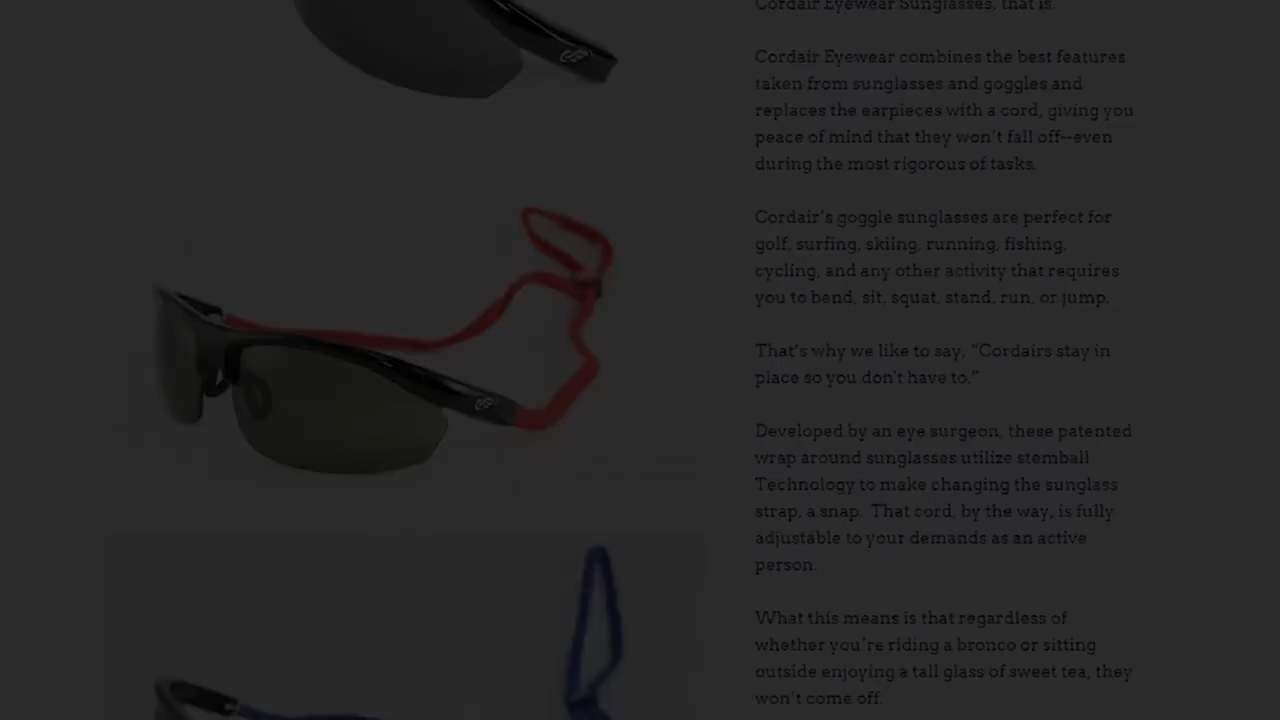 Cordair Eyewear Sunglasses, that is.
Cordair Eyewear combines the best features
taken from sunglasses and goggles and
replaces the earpieces with a cord, giving you
peace of mind that they won't fall off--even
during the most rigorous of tasks.
Cordair's goggle sunglasses are perfect for
golf, surfing, skiing, running, fishing,
cycling, and any other activity that requires
you to bend, sit, squat, stand, run, or jump.
That's why we like to say, "Cordairs stay in
place so you don't have to."
Developed by an eye surgeon, these patented
wrap around sunglasses utilize stemball
Technology to make changing the sunglass
strap, a snap. That cord, by the way, is fully
adjustable to your demands as an active
person.
What this means is that regardless of
whether you're riding a bronco or sitting
outside enjoying a tall glass of sweet tea, they
won't come off.